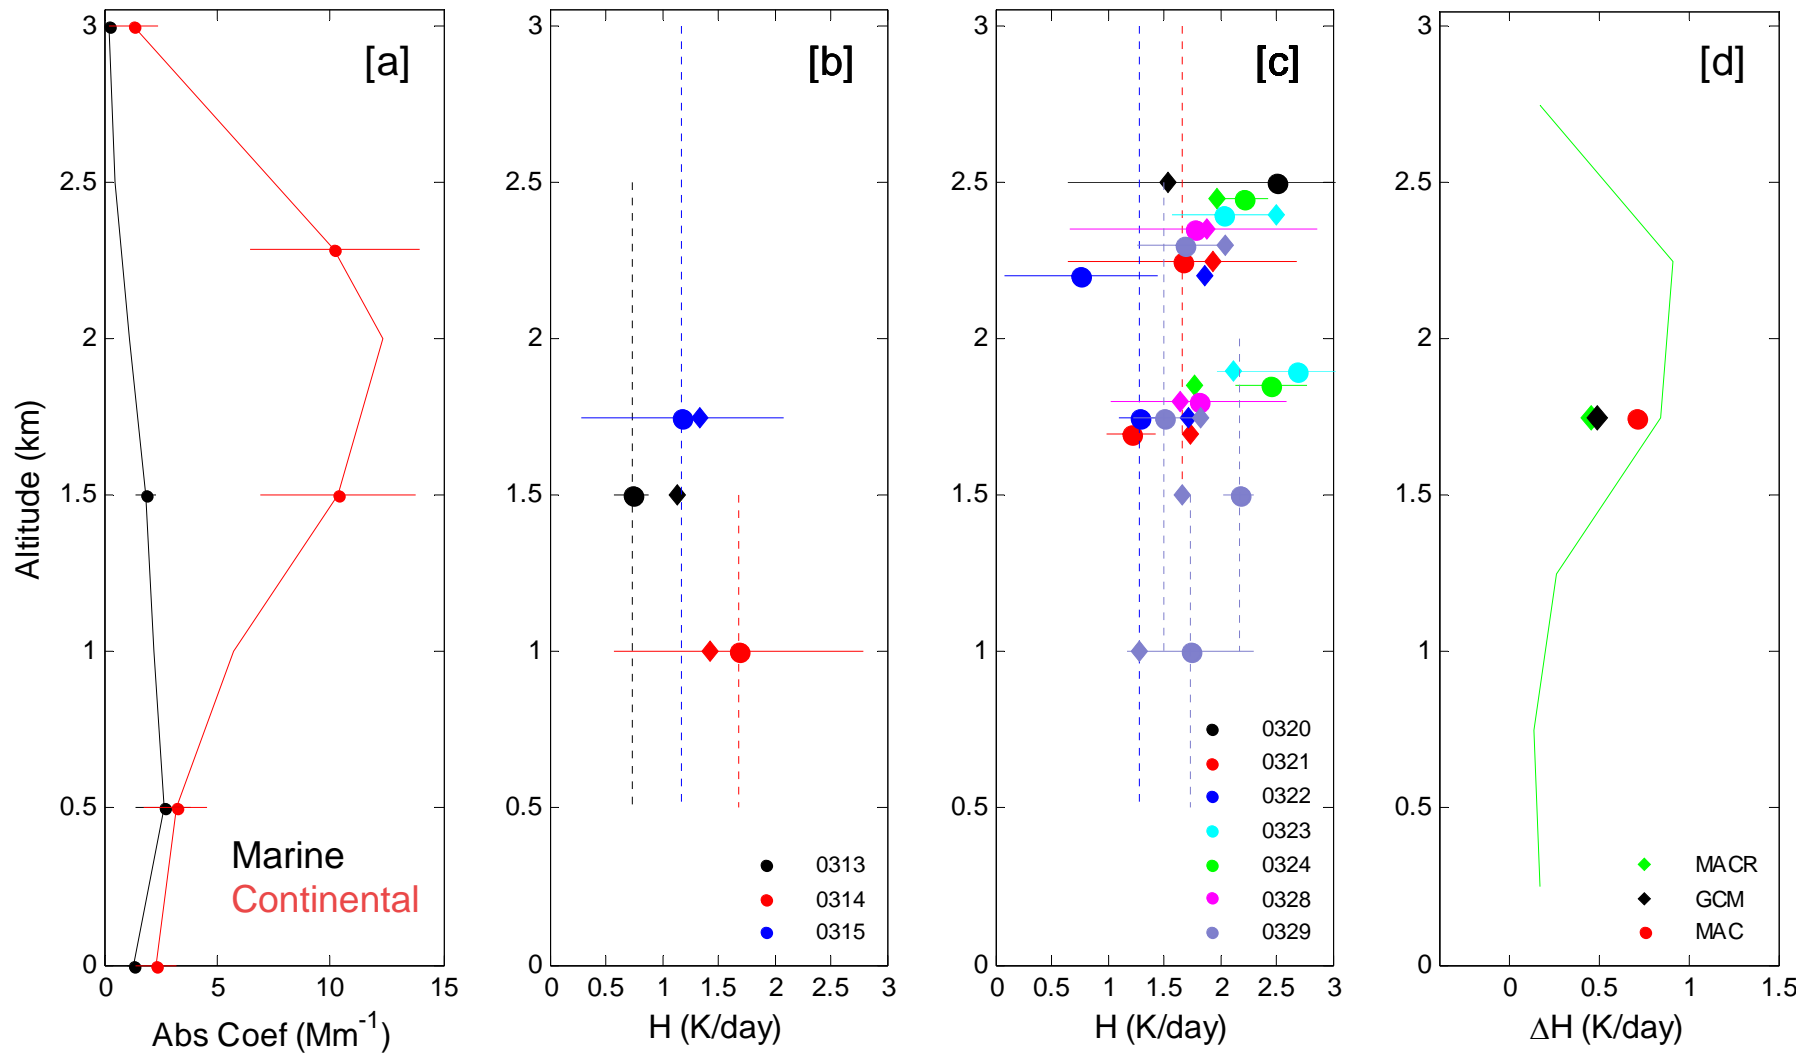 [a]
[b]
[c]
[d]
3
2.5
2
1.5
1
0.5
0
3
2.5
2
1.5
1
0.5
0
3
2.5
2
1.5
1
0.5
0
3
2.5
2
1.5
1
0.5
0
Altitude (km)
Marine
Continental
0313
0314
0315
0320
0321
0322
0323
0324
0328
0329
MACR
GCM
MAC
0 5 10 15
0 0.5 1 1.5 2 2.5 3
0 0.5 1 1.5 2 2.5 3
0 0.5 1 1.5
Abs Coef (Mm⁻¹)
H (K/day)
H (K/day)
ΔH (K/day)